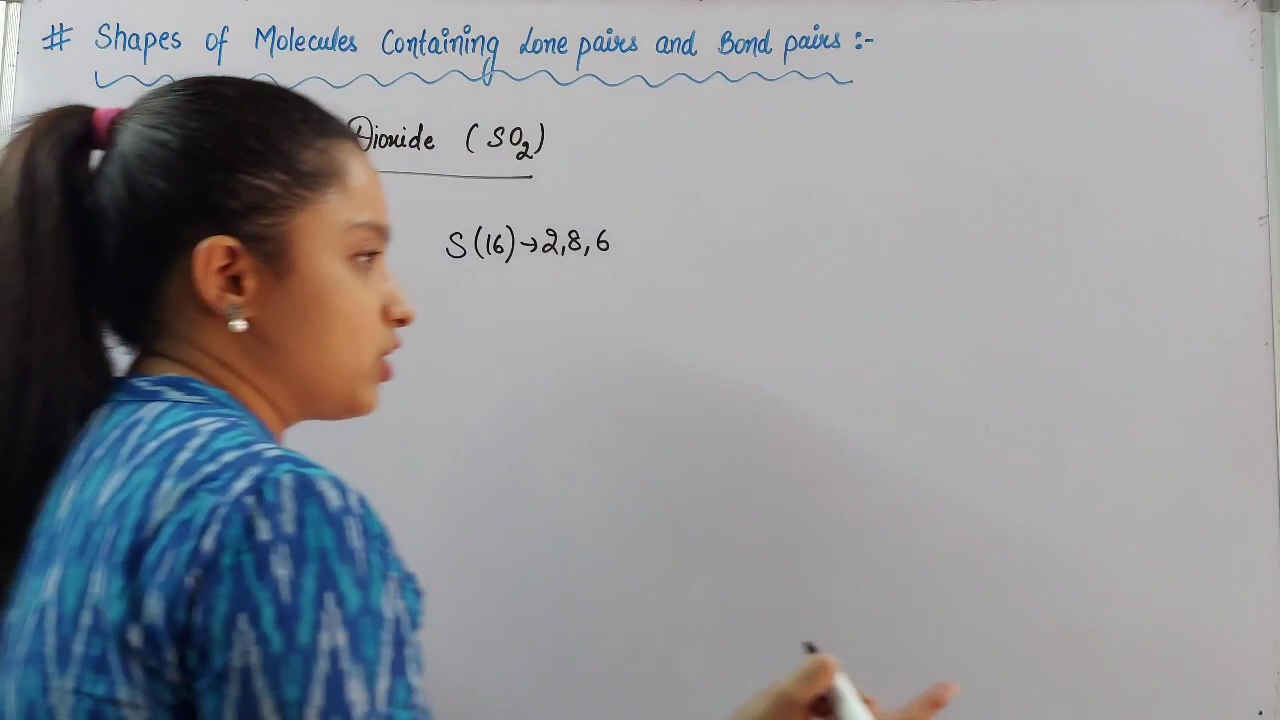 # Shapes of Molecules Containing Lone pairs and Bond pairs :-
Dioxide (SO₂)
S(16)→2,8,6